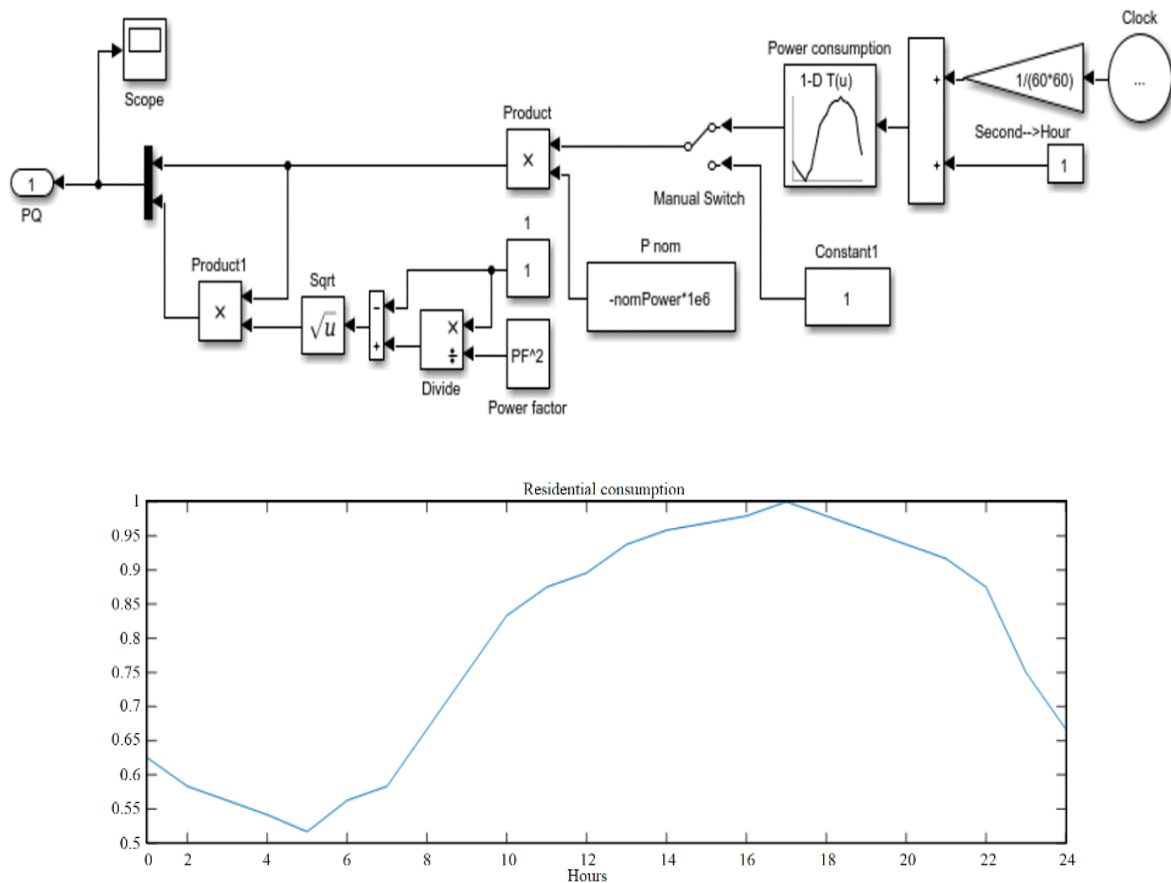 Clock
Power consumption
1-D T(u)
1/(60*60)
...
Scope
Product
×
Second-->Hour
+
+
1
Manual Switch
1
PQ
1
1
P nom
-nomPower*1e6
Constant1
1
Product1
×
Sqrt
√u
-
+
×
÷
Divide
PF^2
Power factor
Residential consumption
1
0.95
0.9
0.85
0.8
0.75
0.7
0.65
0.6
0.55
0.5
0 2 4 6 8 10 12 14 16 18 20 22 24
Hours